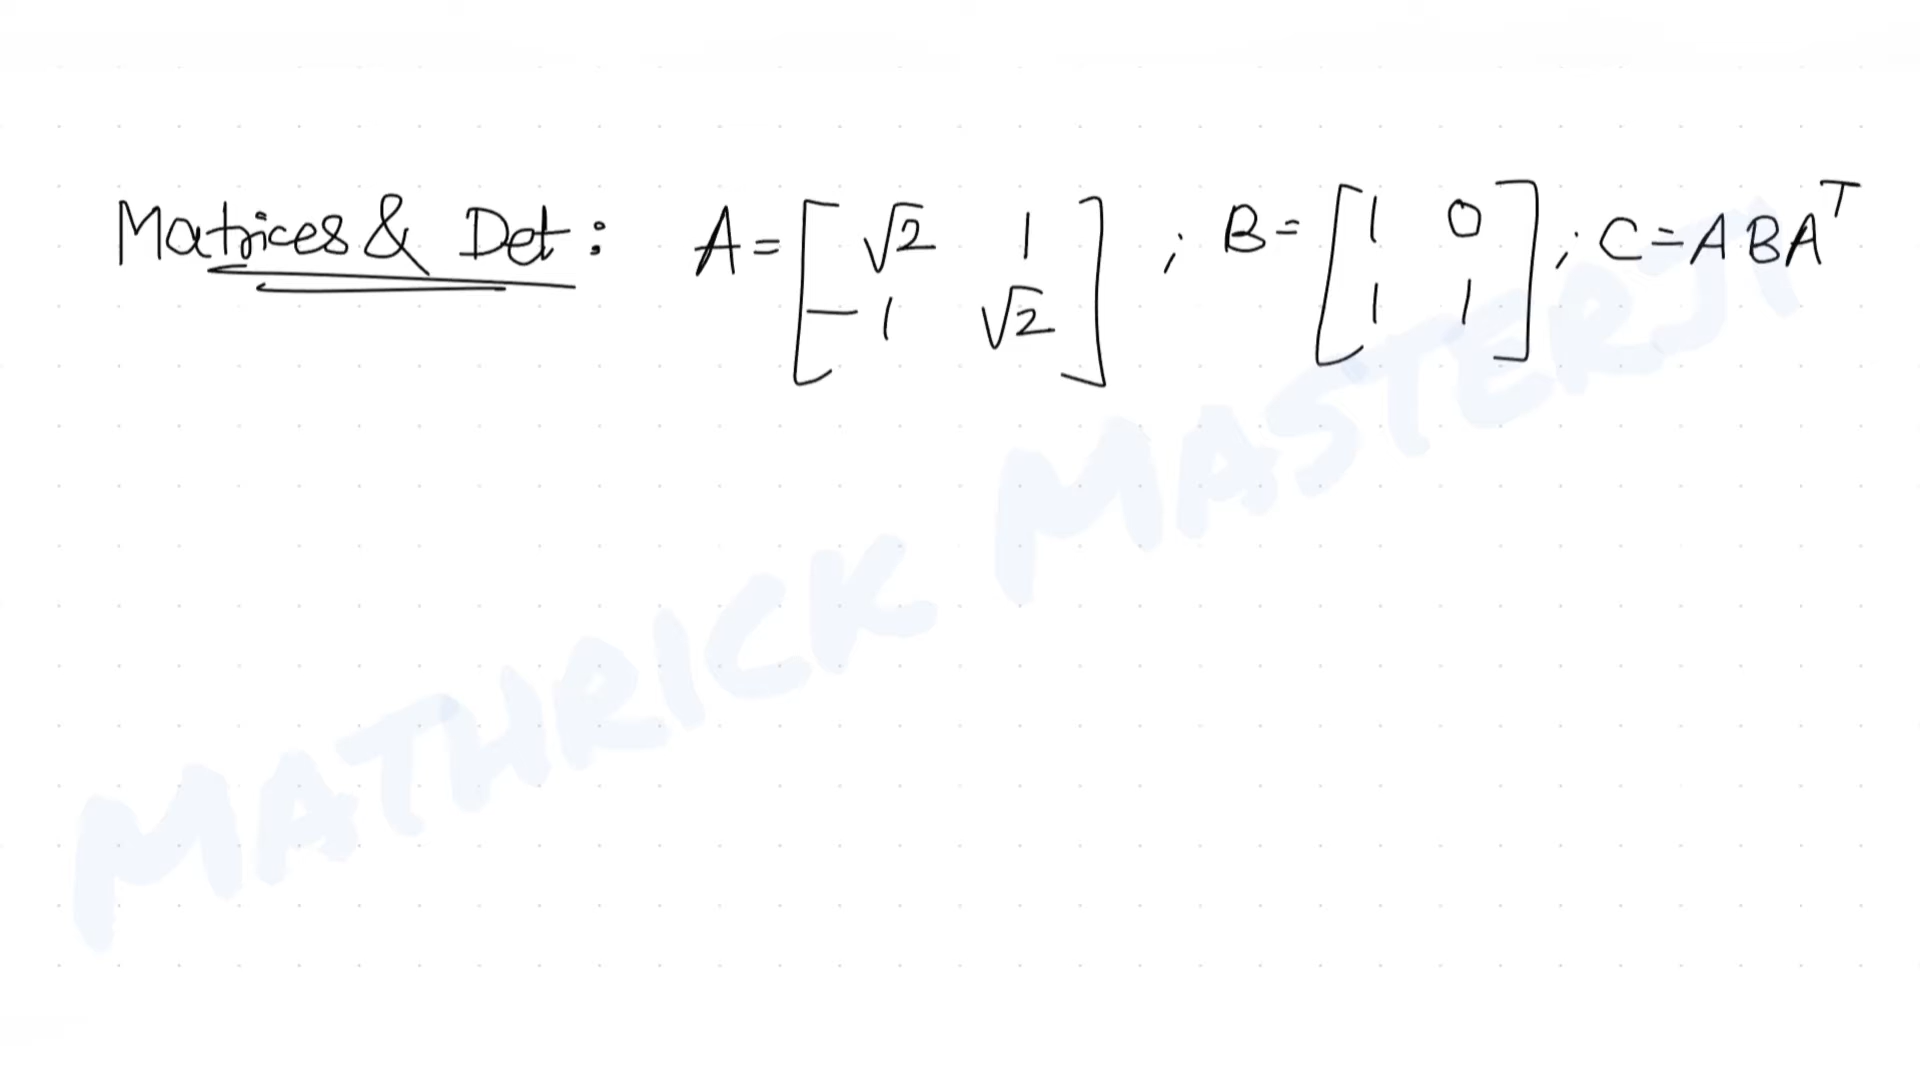 Matrices & Det: A = [√2 1; -1 √2] ; B = [1 0; 1 1] ; C = ABA^T
MATHRICK MASTERJI